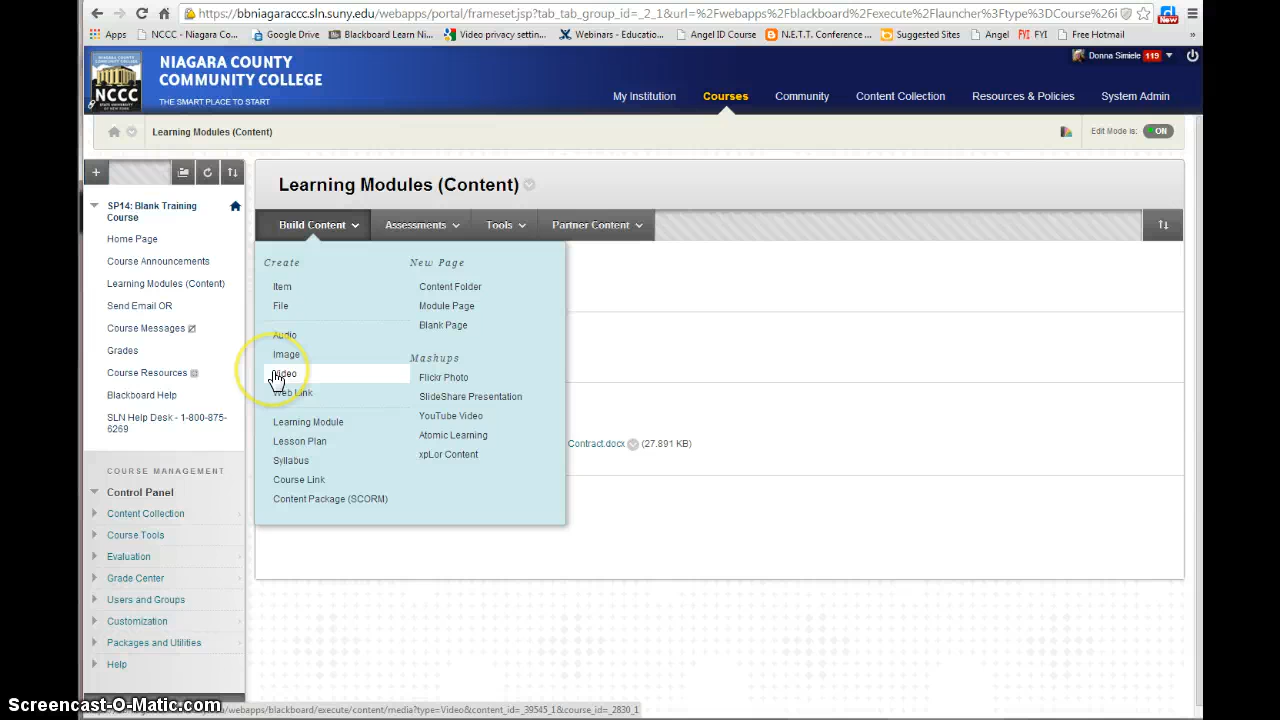 https://bbniagaraccc.sln.suny.edu/webapps/portal/frameset.jsp?tab_tab_group_id=_2_1&url=%2Fwebapps%2Fblackboard%2Fexecute%2Flauncher%3Ftype%3DCourse%26i
New
Apps NCCC - Niagara Co... Google Drive Blackboard Learn Ni... Video privacy settin... Webinars - Educatio... Angel ID Course N.E.T.T. Conference ... Suggested Sites Angel FYI FYI Free Hotmail »
NIAGARA COUNTY
COMMUNITY COLLEGE
THE SMART PLACE TO START
NCCC
Donna Simiele 119
My Institution Courses Community Content Collection Resources & Policies System Admin
Learning Modules (Content)
Edit Mode is: ON
SP14: Blank Training
Course
Home Page
Course Announcements
Learning Modules (Content)
Send Email OR
Course Messages
Grades
Course Resources
Blackboard Help
SLN Help Desk - 1-800-875-
6269
COURSE MANAGEMENT
Control Panel
Content Collection
Course Tools
Evaluation
Grade Center
Users and Groups
Customization
Packages and Utilities
Help
Learning Modules (Content)
Build Content Assessments Tools Partner Content
Create
Item
File
Audio
Image
Video
Web Link
Learning Module
Lesson Plan
Syllabus
Course Link
Content Package (SCORM)
New Page
Content Folder
Module Page
Blank Page
Mashups
Flickr Photo
SlideShare Presentation
YouTube Video
Atomic Learning
xpLor Content
Contract.docx (27.891 KB)
Screencast-O-Matic.com
/webapps/blackboard/execute/content/media?type=Video&content_id=_39545_1&course_id=_2830_1